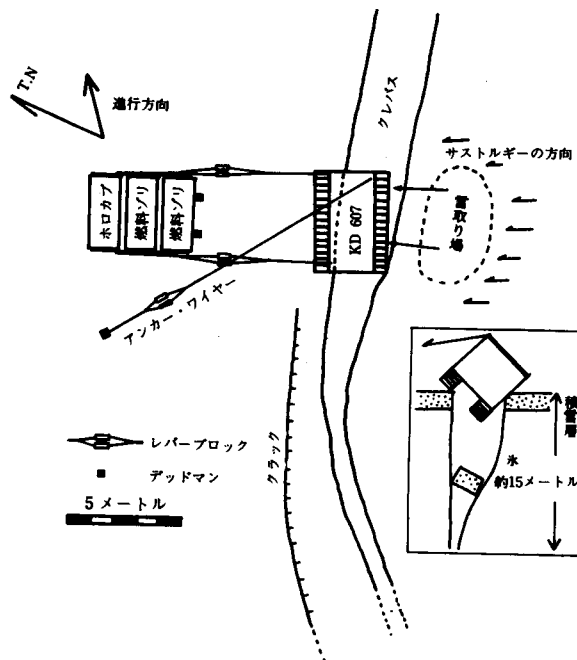 T.N
進行方向
クレバス
サストルギーの方向
雪取り場
ホロカブ
燃料ゾリ
燃料ゾリ
KD 607
アンカー・ワイヤー
クラック
レバーブロック
デッドマン
5 メートル
積雪層
氷
約15メートル